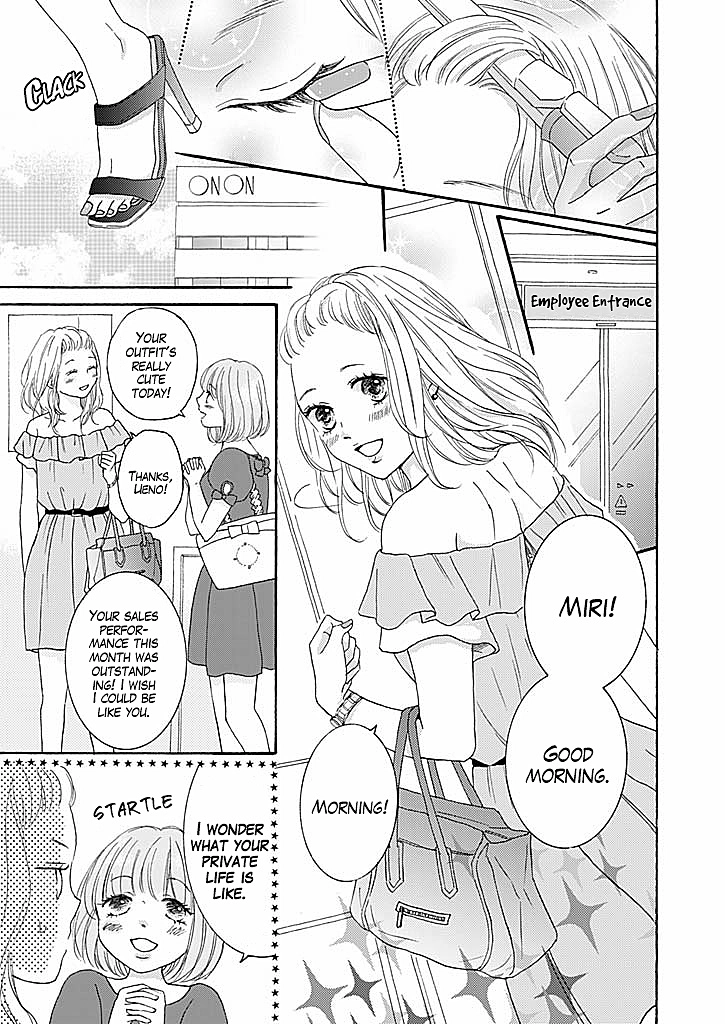 CLACK
ONON
Employee Entrance
MIRI!
GOOD
MORNING.
MORNING!
YOUR
OUTFIT'S
REALLY
CUTE
TODAY!
THANKS,
UENO!
YOUR SALES
PERFOR-
MANCE THIS
MONTH WAS
OUTSTAND-
ING! I WISH
I COULD BE
LIKE YOU.
I WONDER
WHAT YOUR
PRIVATE
LIFE IS
LIKE.
STARTLE